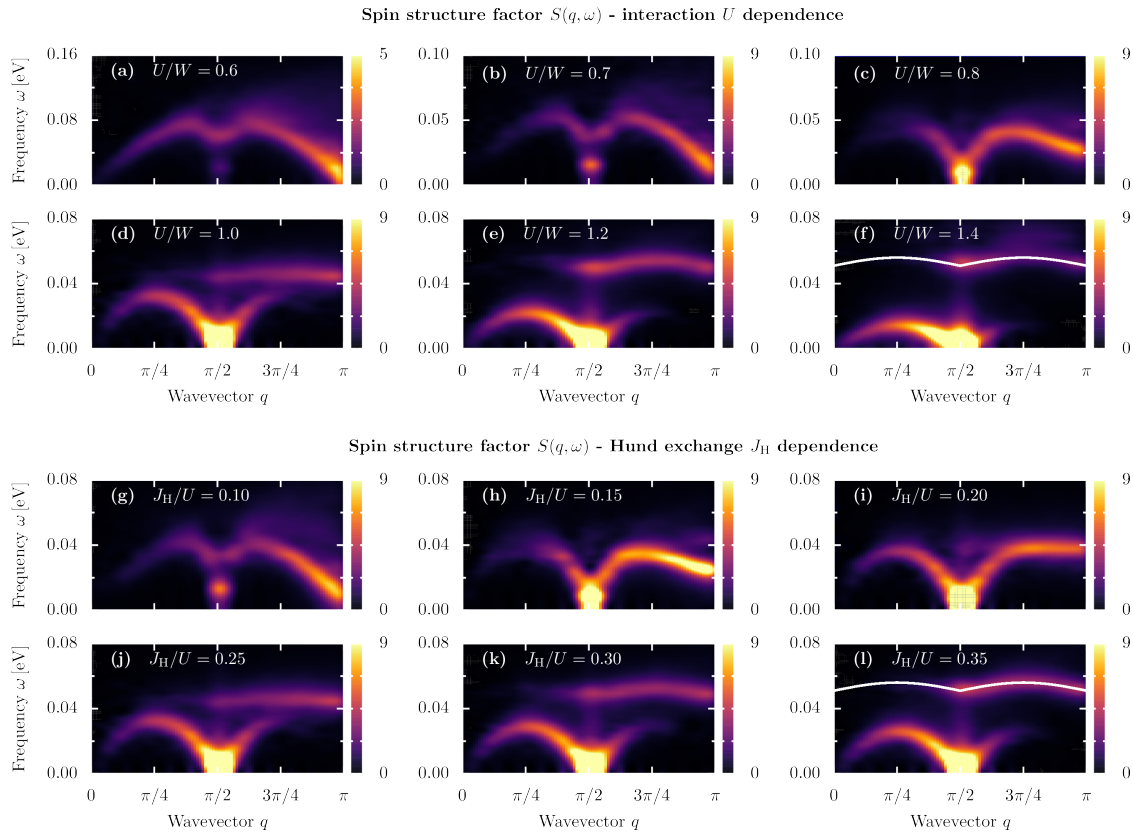 Spin structure factor S(q, ω) - interaction U dependence
0.16
0.08
0.00
Frequency ω [eV]
(a) U/W = 0.6
5
0
0.10
0.05
0.00
(b) U/W = 0.7
9
0
0.10
0.05
0.00
(c) U/W = 0.8
9
0
0.08
0.04
0.00
Frequency ω [eV]
(d) U/W = 1.0
9
0
0 π/4 π/2 3π/4 π
Wavevector q
0.08
0.04
0.00
(e) U/W = 1.2
9
0
0 π/4 π/2 3π/4 π
Wavevector q
0.08
0.04
0.00
(f) U/W = 1.4
9
0
0 π/4 π/2 3π/4 π
Wavevector q
Spin structure factor S(q, ω) - Hund exchange J_H dependence
0.08
0.04
0.00
Frequency ω [eV]
(g) J_H/U = 0.10
9
0
0.08
0.04
0.00
(h) J_H/U = 0.15
9
0
0.08
0.04
0.00
(i) J_H/U = 0.20
9
0
0.08
0.04
0.00
Frequency ω [eV]
(j) J_H/U = 0.25
9
0
0 π/4 π/2 3π/4 π
Wavevector q
0.08
0.04
0.00
(k) J_H/U = 0.30
9
0
0 π/4 π/2 3π/4 π
Wavevector q
0.08
0.04
0.00
(l) J_H/U = 0.35
9
0
0 π/4 π/2 3π/4 π
Wavevector q